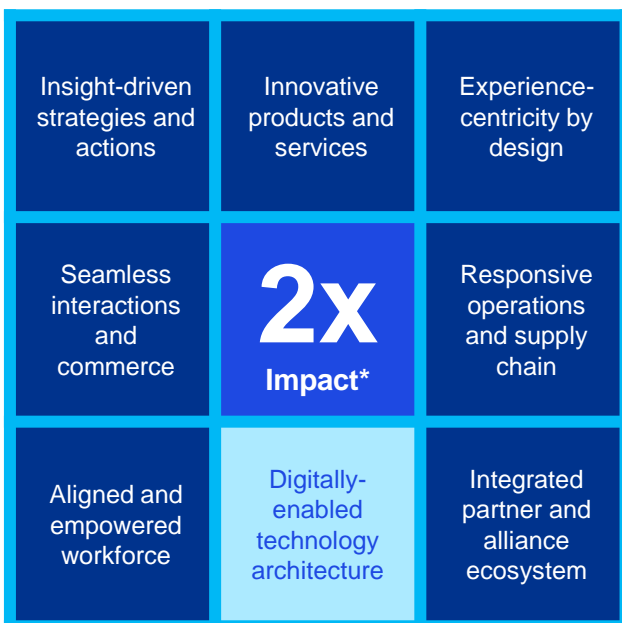 Insight-driven
strategies and
actions
Innovative
products and
services
Experience-
centricity by
design
Seamless
interactions
and
commerce
2x
Impact*
Responsive
operations
and supply
chain
Aligned and
empowered
workforce
Digitally-
enabled
technology
architecture
Integrated
partner and
alliance
ecosystem